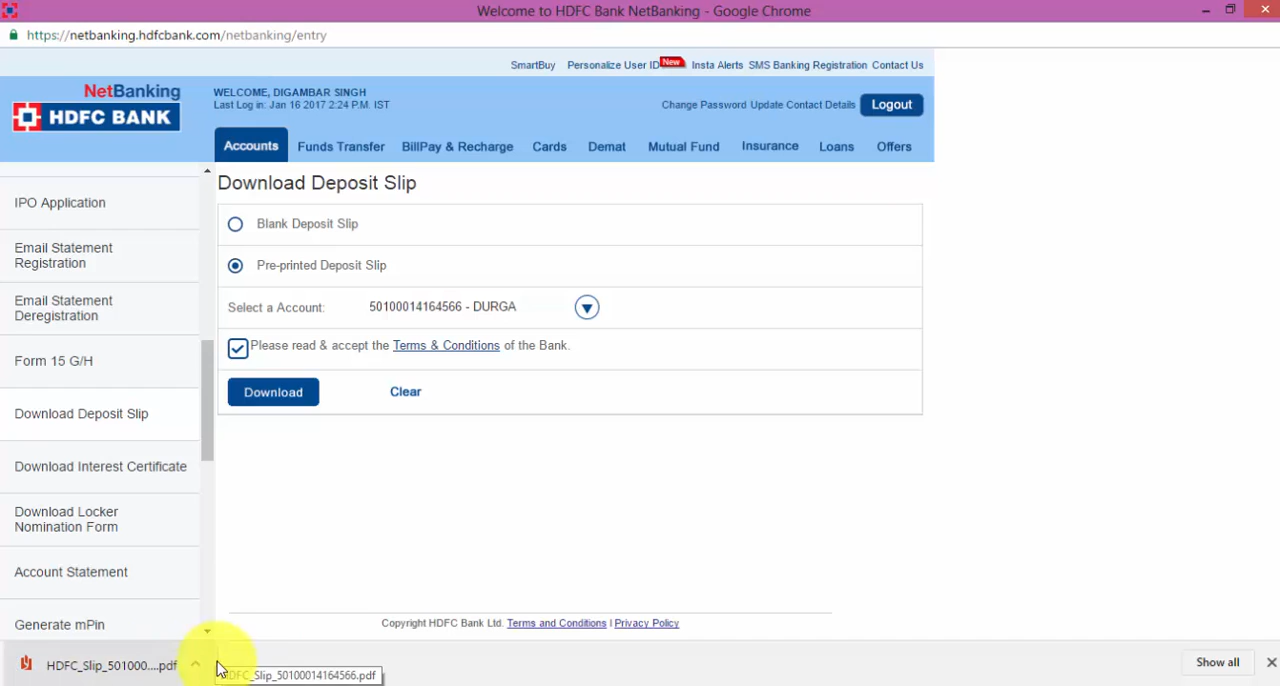 Welcome to HDFC Bank NetBanking - Google Chrome
https://netbanking.hdfcbank.com/netbanking/entry
SmartBuy Personalize User ID New Insta Alerts SMS Banking Registration Contact Us
NetBanking
HDFC BANK
WELCOME, DIGAMBAR SINGH
Last Log in: Jan 16 2017 2:24 P.M. IST
Change Password Update Contact Details Logout
Accounts Funds Transfer BillPay & Recharge Cards Demat Mutual Fund Insurance Loans Offers
IPO Application
Email Statement
Registration
Email Statement
Deregistration
Form 15 G/H
Download Deposit Slip
Download Interest Certificate
Download Locker
Nomination Form
Account Statement
Generate mPin
Download Deposit Slip
Blank Deposit Slip
Pre-printed Deposit Slip
Select a Account: 50100014164566 - DURGA
Please read & accept the Terms & Conditions of the Bank.
Download Clear
Copyright HDFC Bank Ltd. Terms and Conditions I Privacy Policy
HDFC_Slip_501000....pdf
HDFC_Slip_50100014164566.pdf
Show all